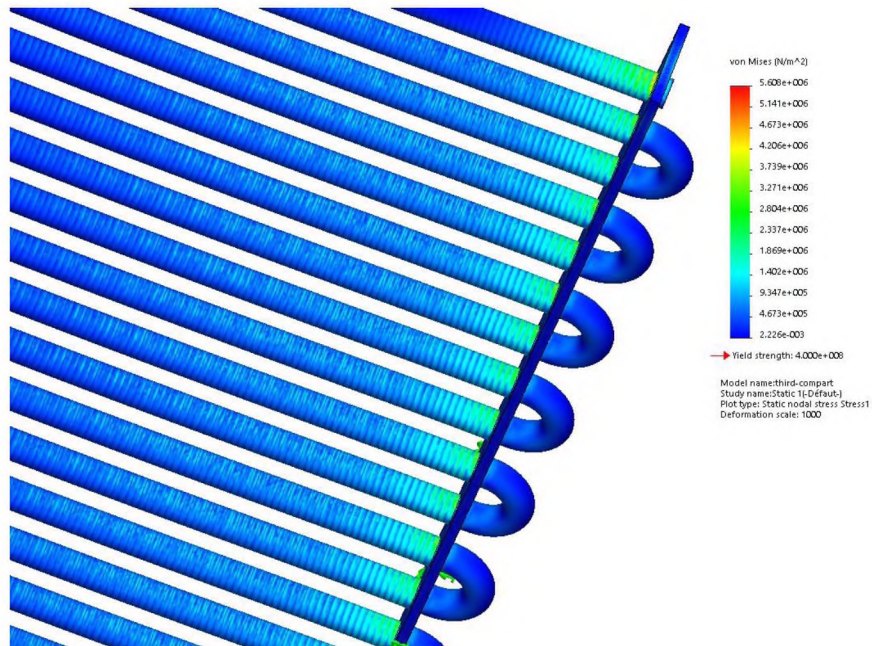 von Mises (N/m^2)
5.608e+006
5.141e+006
4.673e+006
4.206e+006
3.739e+006
3.271e+006
2.804e+006
2.337e+006
1.869e+006
1.402e+006
9.347e+005
4.673e+005
2.226e-003
Yield strength: 4.000e+008
Model name:third-compart
Study name:Static 1(-Défaut-)
Plot type: Static nodal stress Stress1
Deformation scale: 1000